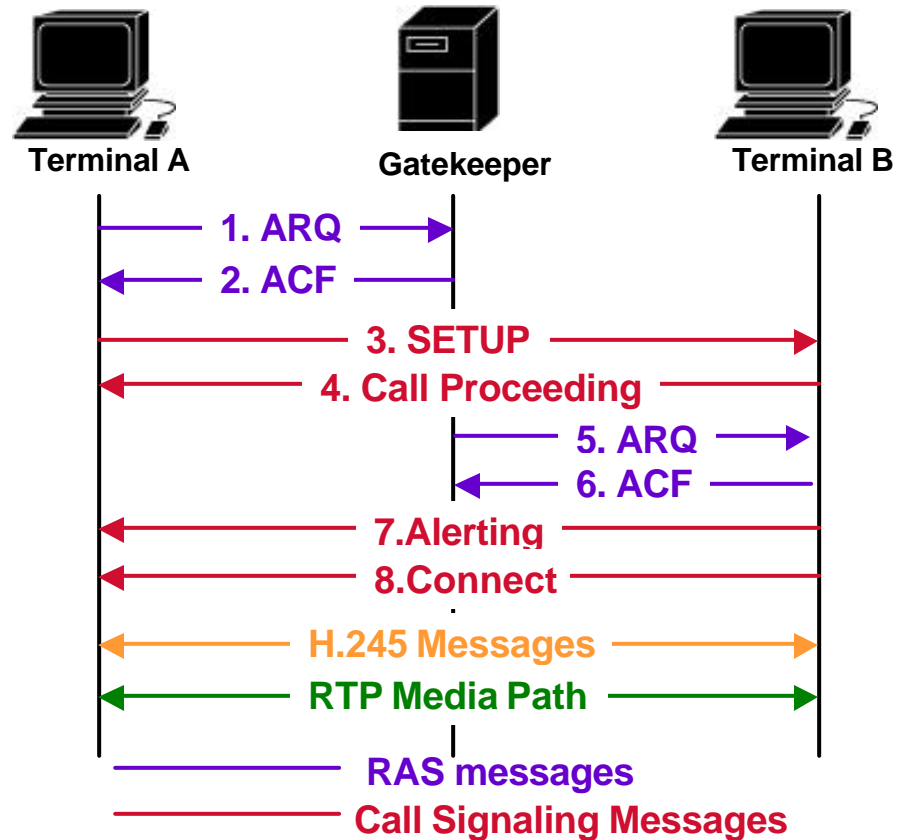 Terminal A
Gatekeeper
Terminal B
1. ARQ
2. ACF
3. SETUP
4. Call Proceeding
5. ARQ
6. ACF
7.Alerting
8.Connect
H.245 Messages
RTP Media Path
RAS messages
Call Signaling Messages